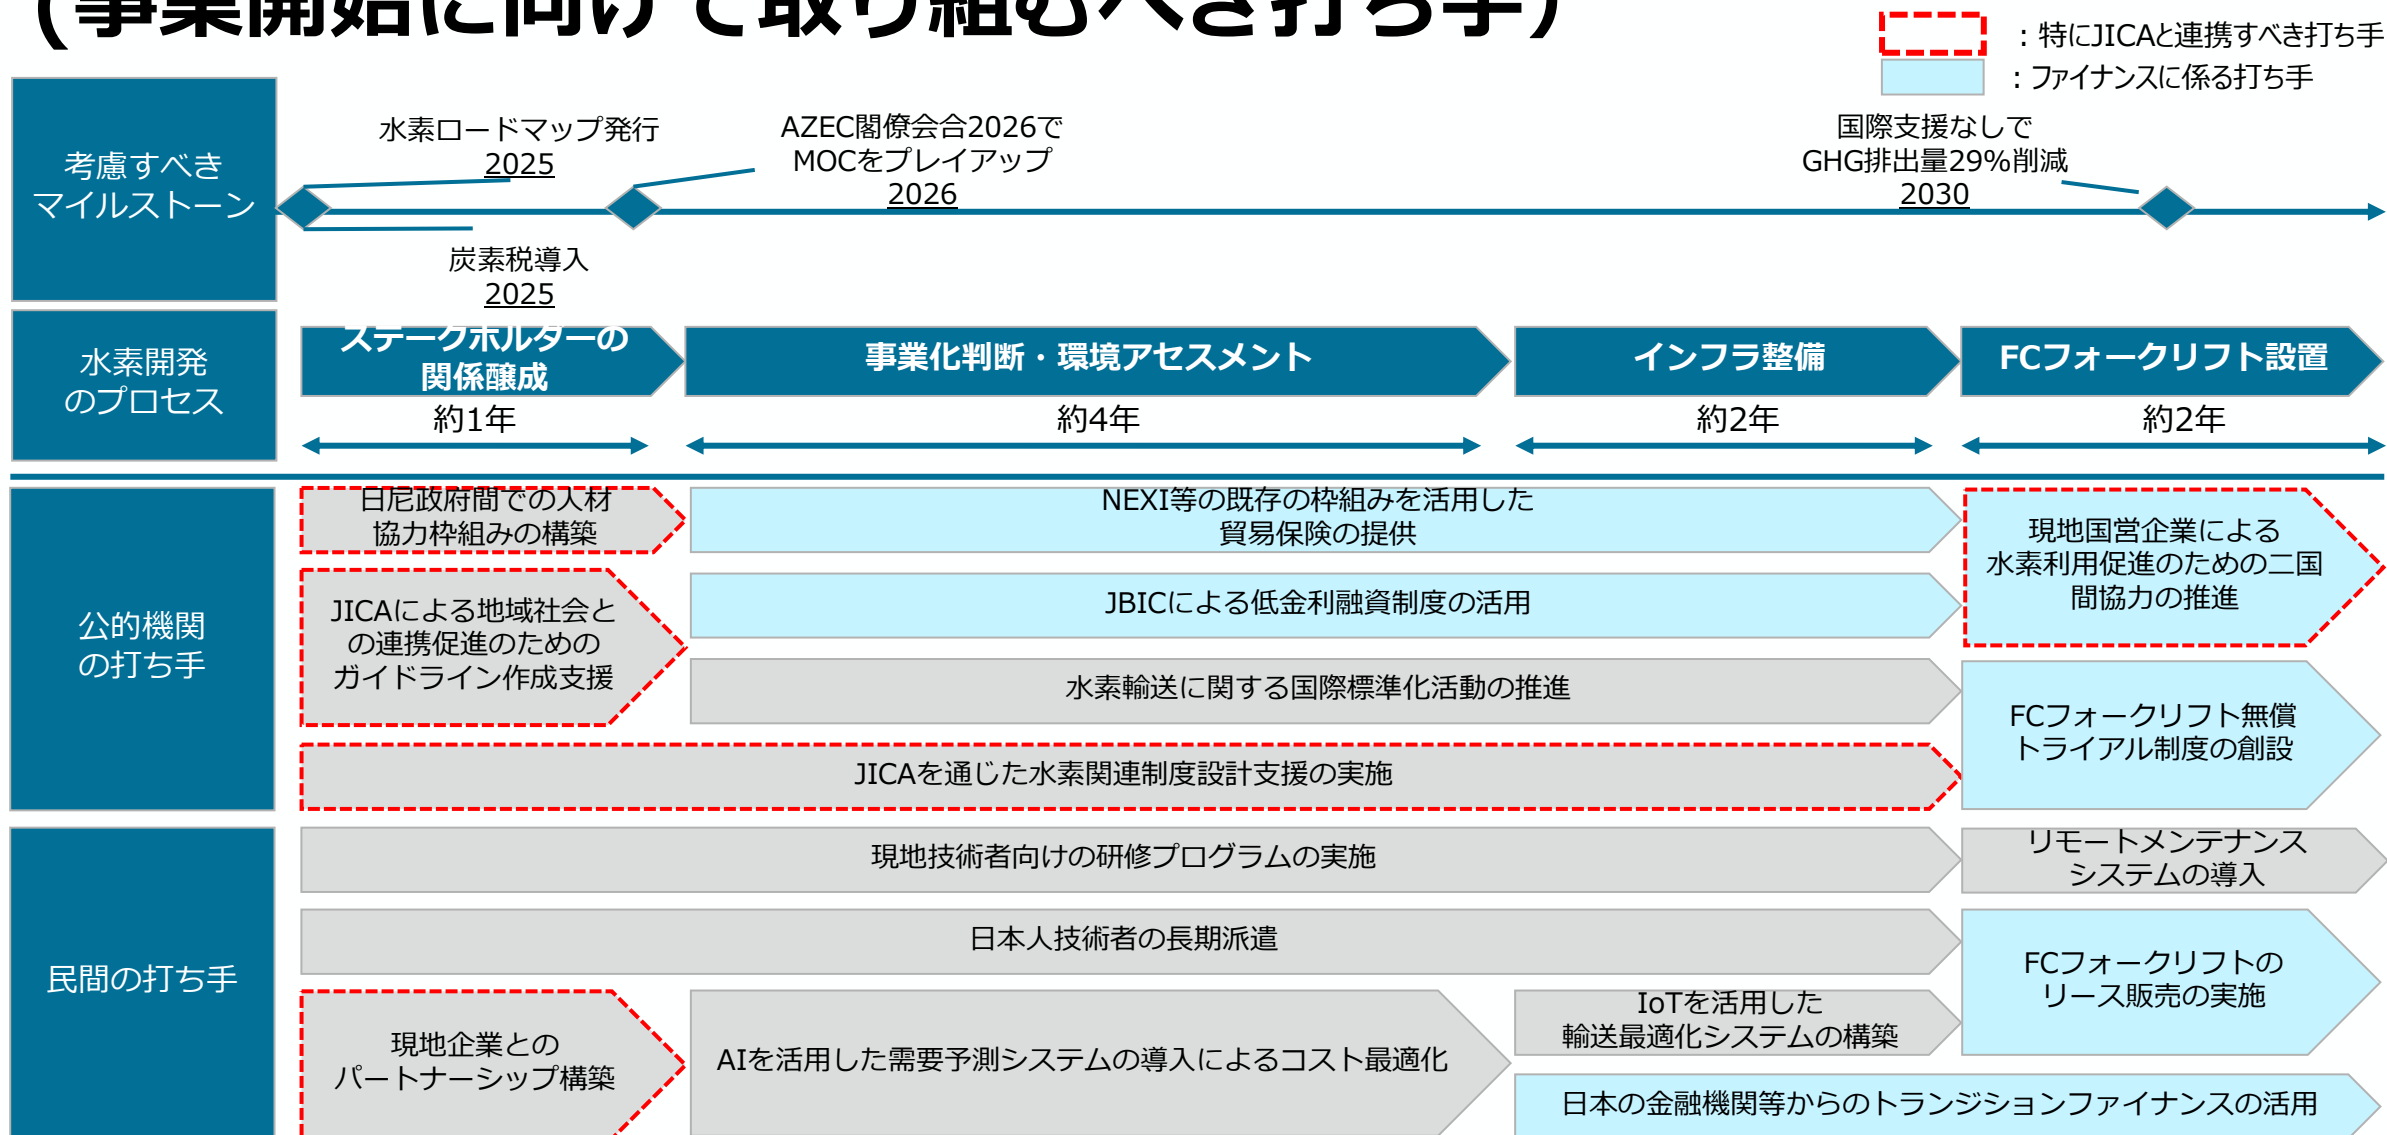 (事業開始に向けて取り組むべき打ち手)
：特にJICAと連携すべき打ち手
：ファイナンスに係る打ち手
考慮すべき
マイルストーン
水素ロードマップ発行
2025
AZEC閣僚会合2026で
MOCをプレイアップ
2026
国際支援なしで
GHG排出量29%削減
2030
炭素税導入
2025
水素開発
のプロセス
ステークホルダーの
関係醸成
事業化判断・環境アセスメント
インフラ整備
FCフォークリフト設置
約1年
約4年
約2年
約2年
公的機関
の打ち手
日尼政府間での人材
協力枠組みの構築
NEXI等の既存の枠組みを活用した
貿易保険の提供
現地国営企業による
水素利用促進のための二国
間協力の推進
JICAによる地域社会と
の連携促進のための
ガイドライン作成支援
JBICによる低金利融資制度の活用
水素輸送に関する国際標準化活動の推進
FCフォークリフト無償
トライアル制度の創設
JICAを通じた水素関連制度設計支援の実施
民間の打ち手
現地技術者向けの研修プログラムの実施
リモートメンテナンス
システムの導入
日本人技術者の長期派遣
FCフォークリフトの
リース販売の実施
現地企業との
パートナーシップ構築
AIを活用した需要予測システムの導入によるコスト最適化
IoTを活用した
輸送最適化システムの構築
日本の金融機関等からのトランジションファイナンスの活用